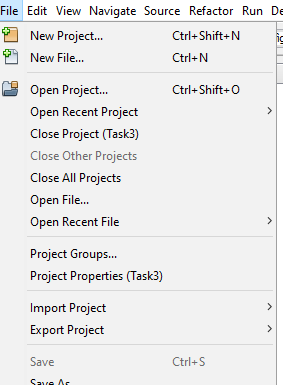 File Edit View Navigate Source Refactor Run
New Project... Ctrl+Shift+N
New File... Ctrl+N
Open Project... Ctrl+Shift+O
Open Recent Project
Close Project (Task3)
Close Other Projects
Close All Projects
Open File...
Open Recent File
Project Groups...
Project Properties (Task3)
Import Project
Export Project
Save Ctrl+S
Save As